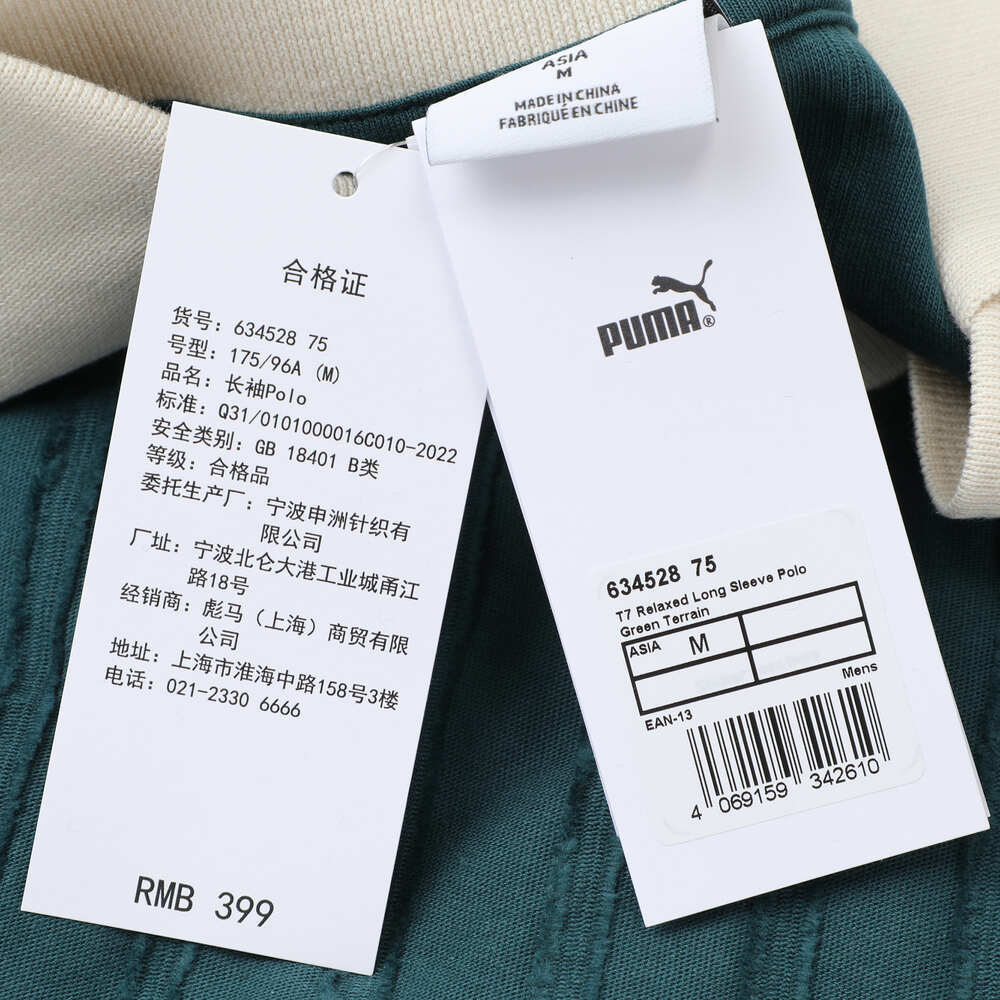 ASIA
M
MADE IN CHINA
FABRIQUÉ EN CHINE
合格证
货号：634528 75
号型：175/96A (M)
品名：长袖Polo
标准：Q31/0101000016C010-2022
安全类别：GB 18401 B类
等级：合格品
委托生产厂：宁波申洲针织有
限公司
厂址：宁波北仑大港工业城甬江
路18号
经销商：彪马（上海）商贸有限
公司
地址：上海市淮海中路158号3楼
电话：021-2330 6666
RMB 399
PUMA®
634528 75
T7 Relaxed Long Sleeve Polo
Green Terrain
ASIA M
Mens
EAN-13
4 069159 342610